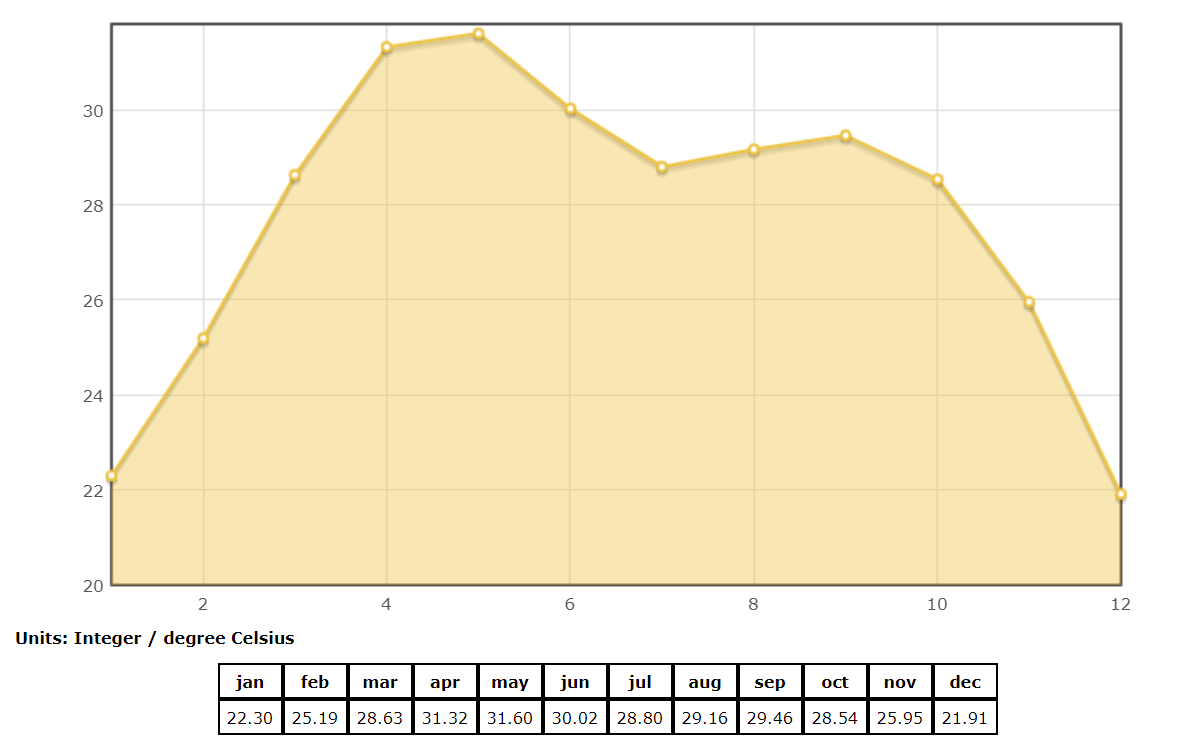 30
28
26
24
22
20
2 4 6 8 10 12
Units: Integer / degree Celsius
jan feb mar apr may jun jul aug sep oct nov dec
22.30 25.19 28.63 31.32 31.60 30.02 28.80 29.16 29.46 28.54 25.95 21.91